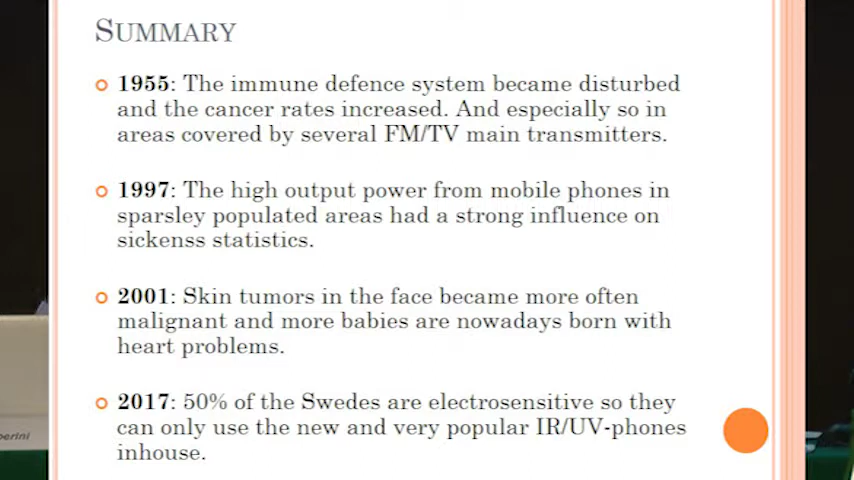 SUMMARY
1955: The immune defence system became disturbed
and the cancer rates increased. And especially so in
areas covered by several FM/TV main transmitters.
1997: The high output power from mobile phones in
sparsley populated areas had a strong influence on
sickenss statistics.
2001: Skin tumors in the face became more often
malignant and more babies are nowadays born with
heart problems.
2017: 50% of the Swedes are electrosensitive so they
can only use the new and very popular IR/UV-phones
inhouse.